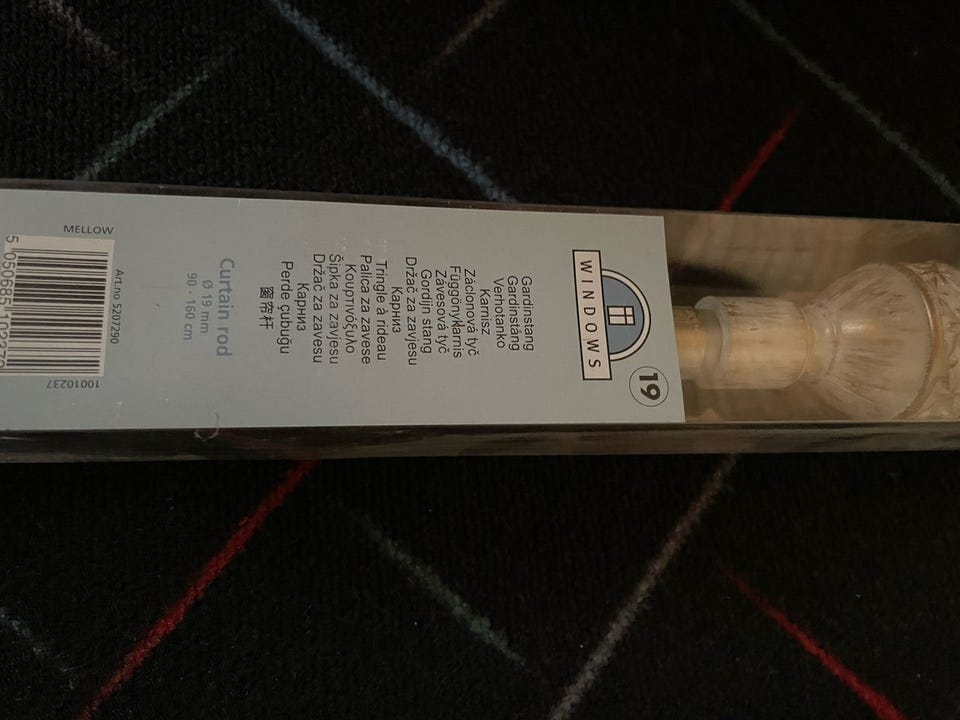 WINDOWS
19
Gardinstang
Gardinstång
Verhotanko
Karnisz
Záclonová tyč
Függönykarnis
Závesová tyč
Gordijn stang
Držač za zavjesu
Карниз
Tringle à rideau
Palica za zavese
Κουρτινόξυλο
Šipka za zavjesu
Držač za zavesu
Карниз
Perde çubuğu
窗帘杆
Curtain rod
Ø 19 mm
90 - 160 cm
Art.no 5207290
MELLOW
10010237